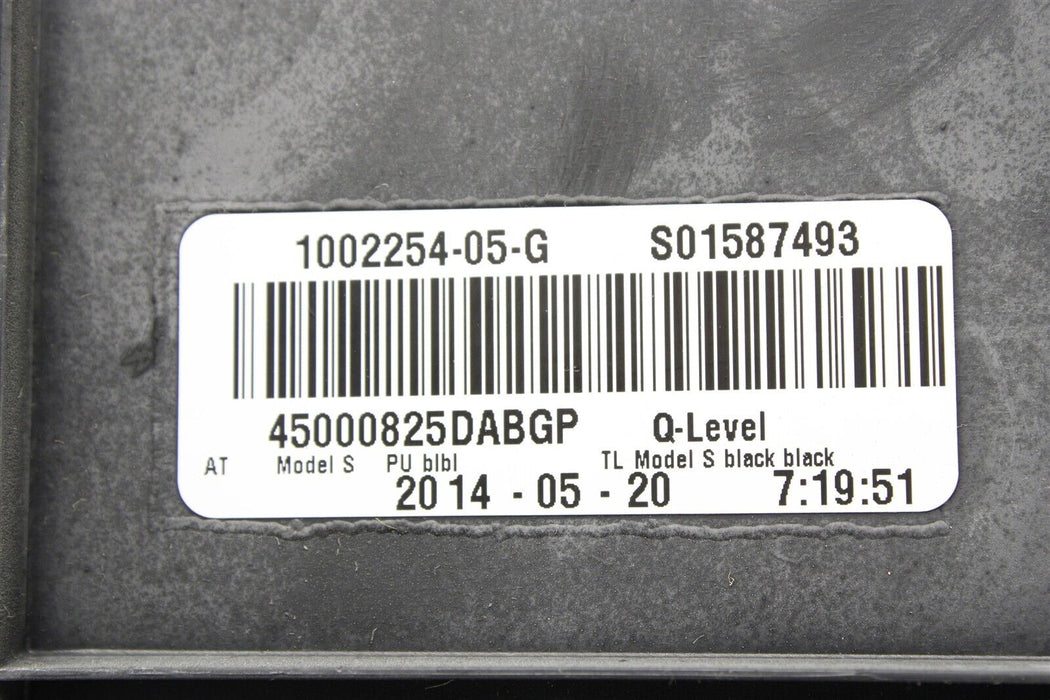 1002254-05-G S01587493
45000825DABGP Q-Level
AT Model S PU blbl TL Model S black black
2014 - 05 - 20 7:19:51